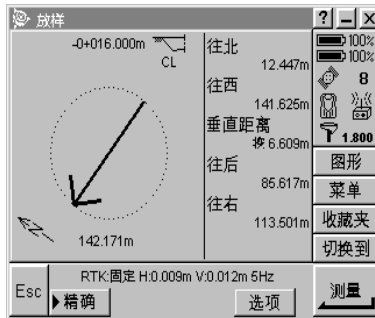 放样
? _ X
-0+016.000m
CL
往北
12.447m
往西
141.625m
垂直距离
挖 6.609m
往后
85.617m
往右
113.501m
142.171m
100%
100%
8
1.800
图形
菜单
收藏夹
切换到
RTK:固定 H:0.009m V:0.012m 5Hz
Esc
精确
选项
测量